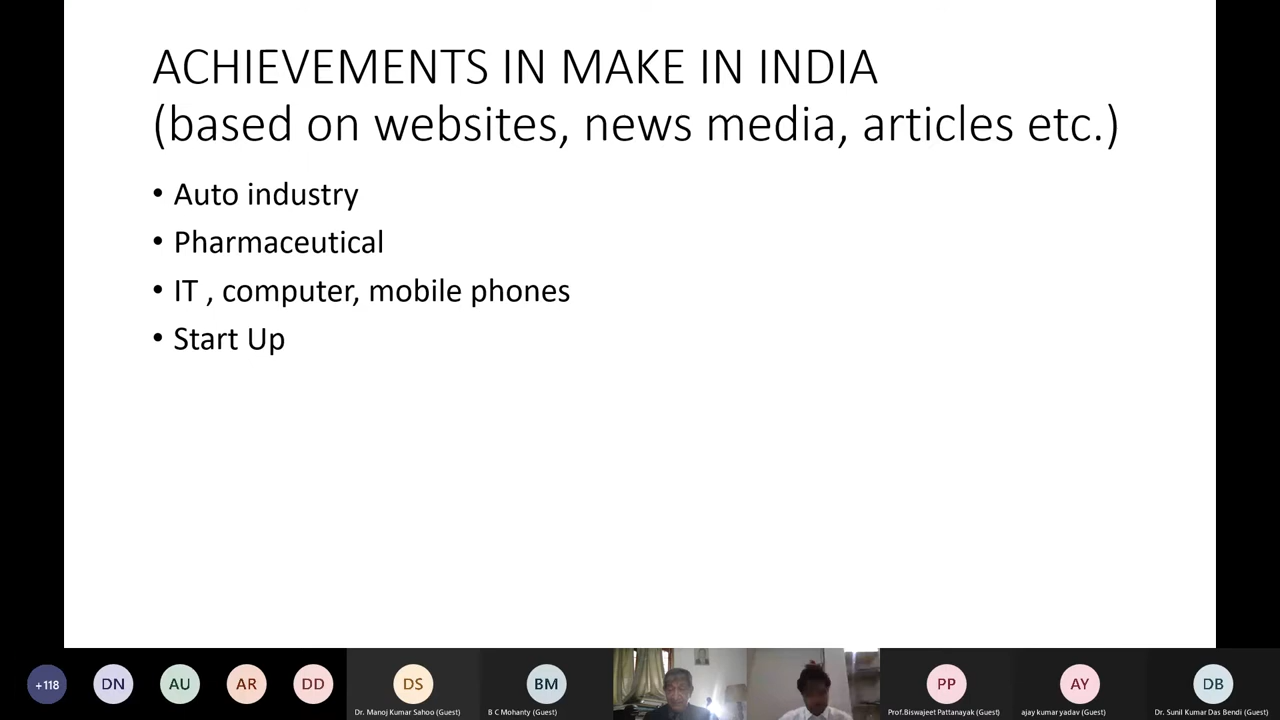 ACHIEVEMENTS IN MAKE IN INDIA
(based on websites, news media, articles etc.)
• Auto industry
• Pharmaceutical
• IT , computer, mobile phones
• Start Up
+118 DN AU AR DD DS BM PP AY DB
Dr. Manoj Kumar Sahoo (Guest) B C Mohanty (Guest) Prof.Biswajeet Pattanayak (Guest) ajay kumar yadav (Guest) Dr. Sunil Kumar Das Bendi (Guest)